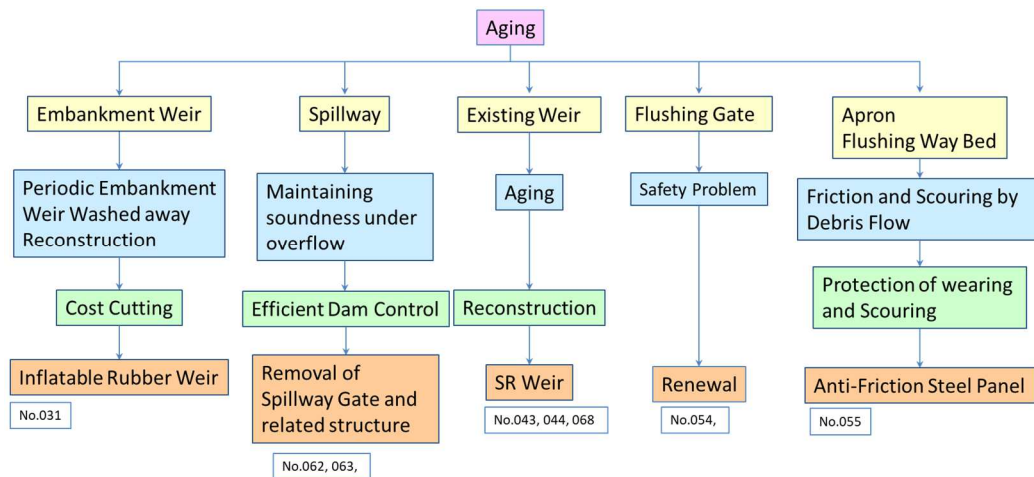 Aging
Embankment Weir
Spillway
Existing Weir
Flushing Gate
Apron
Flushing Way Bed
Periodic Embankment
Weir Washed away
Reconstruction
Maintaining
soundness under
overflow
Aging
Safety Problem
Friction and Scouring by
Debris Flow
Cost Cutting
Efficient Dam Control
Reconstruction
Protection of wearing
and Scouring
Inflatable Rubber Weir
Removal of
Spillway Gate and
related structure
SR Weir
Renewal
Anti-Friction Steel Panel
No.031
No.062, 063,
No.043, 044, 068
No.054,
No.055